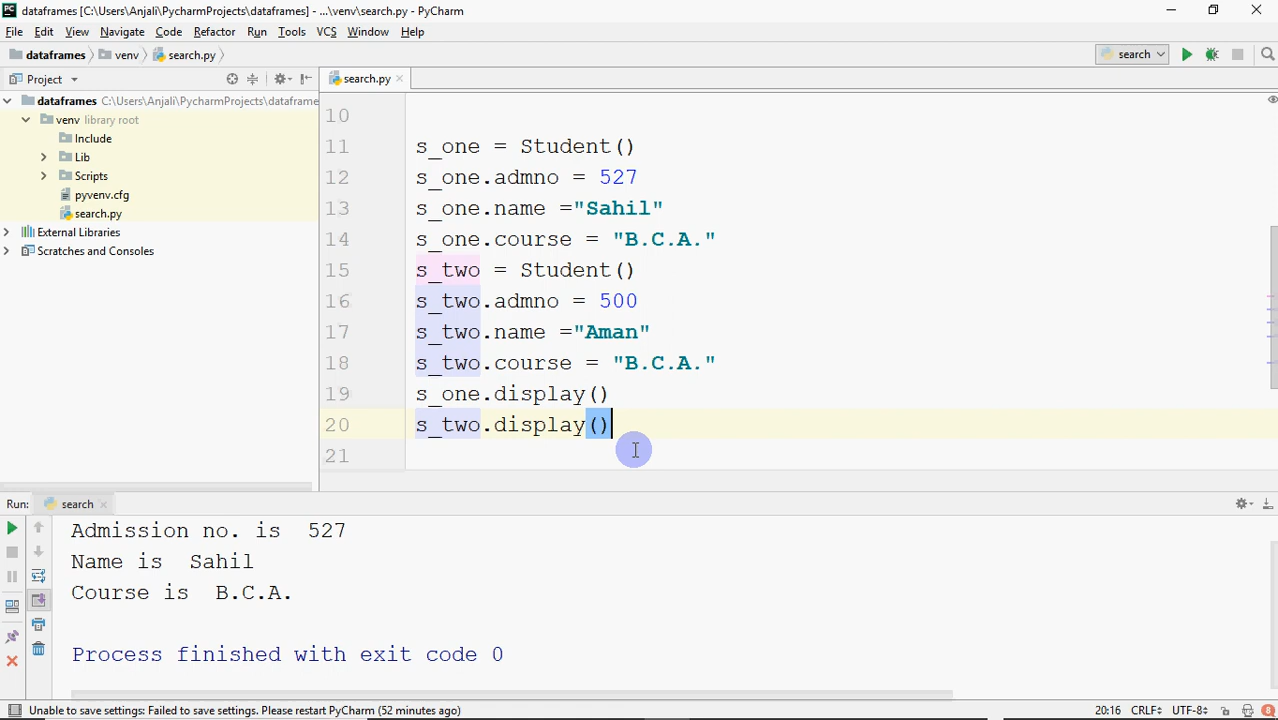 dataframes [C:\Users\Anjali\PycharmProjects\dataframes] - ...\venv\search.py - PyCharm
File Edit View Navigate Code Refactor Run Tools VCS Window Help
dataframes venv search.py search
Project search.py
dataframes C:\Users\Anjali\PycharmProjects\dataframe
venv library root
Include
Lib
Scripts
pyvenv.cfg
search.py
External Libraries
Scratches and Consoles
10
11 s_one = Student()
12 s_one.admno = 527
13 s_one.name ="Sahil"
14 s_one.course = "B.C.A."
15 s_two = Student()
16 s_two.admno = 500
17 s_two.name ="Aman"
18 s_two.course = "B.C.A."
19 s_one.display()
20 s_two.display()
21
Run: search
Admission no. is  527
Name is  Sahil
Course is  B.C.A.
Process finished with exit code 0
Unable to save settings: Failed to save settings. Please restart PyCharm (52 minutes ago) 20:16 CRLF UTF-8 8